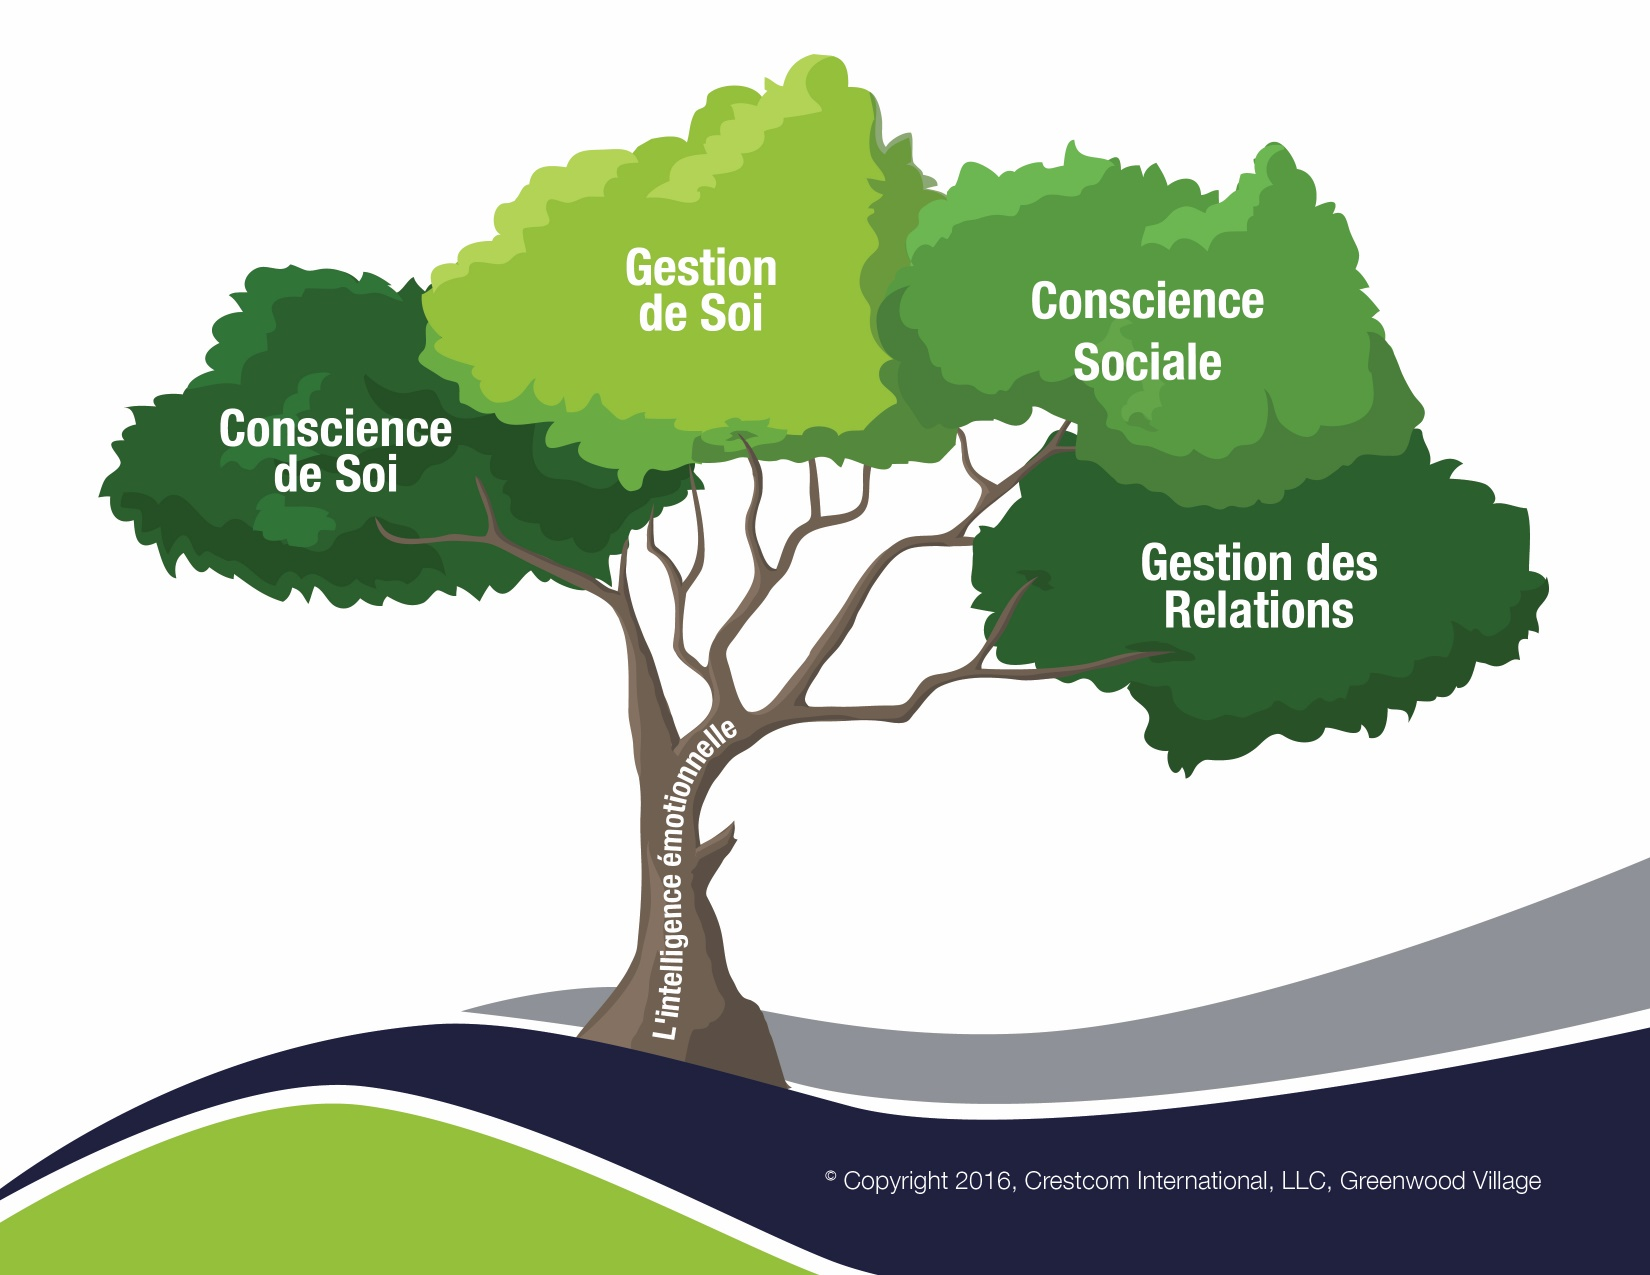 Gestion
de Soi
Conscience
Sociale
Conscience
de Soi
Gestion des
Relations
L'intelligence émotionnelle
© Copyright 2016, Crestcom International, LLC, Greenwood Village